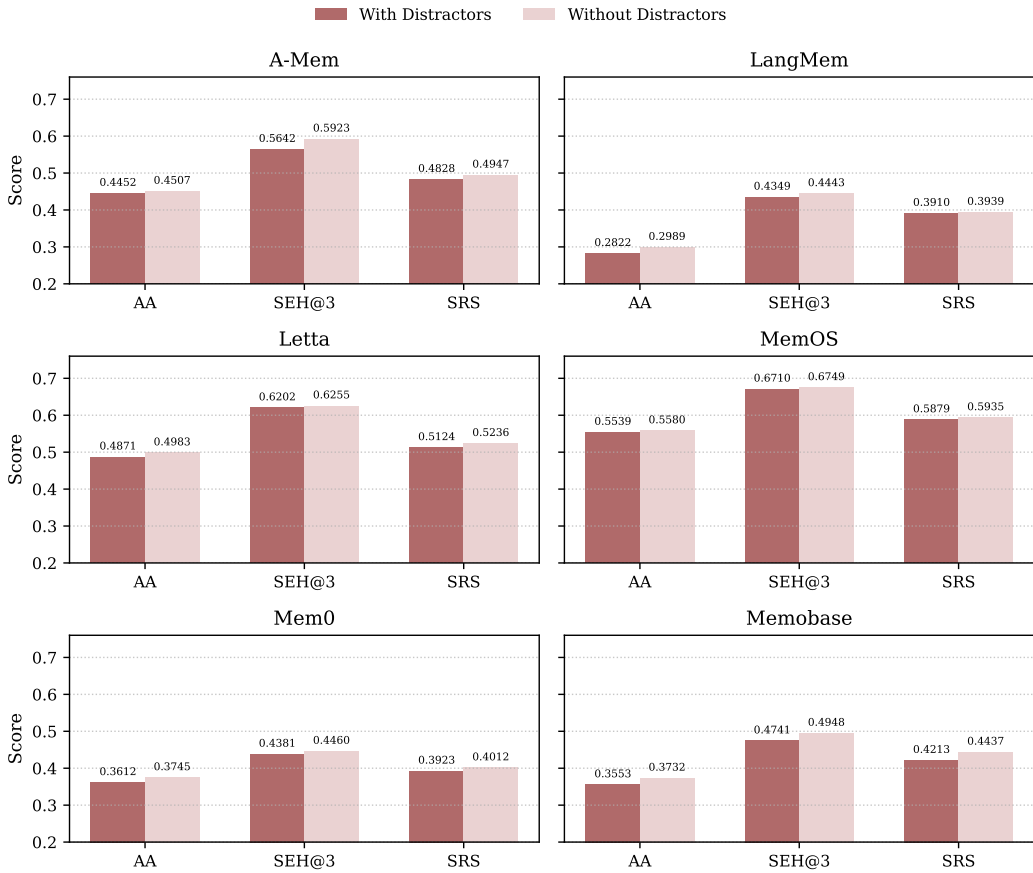 With Distractors Without Distractors
A-Mem
Score
0.7
0.6
0.5
0.4
0.3
0.2
0.4452 0.4507 0.5642 0.5923 0.4828 0.4947
AA SEH@3 SRS
LangMem
0.2822 0.2989 0.4349 0.4443 0.3910 0.3939
AA SEH@3 SRS
Letta
Score
0.7
0.6
0.5
0.4
0.3
0.2
0.4871 0.4983 0.6202 0.6255 0.5124 0.5236
AA SEH@3 SRS
MemOS
0.5539 0.5580 0.6710 0.6749 0.5879 0.5935
AA SEH@3 SRS
Mem0
Score
0.7
0.6
0.5
0.4
0.3
0.2
0.3612 0.3745 0.4381 0.4460 0.3923 0.4012
AA SEH@3 SRS
Memobase
0.3553 0.3732 0.4741 0.4948 0.4213 0.4437
AA SEH@3 SRS